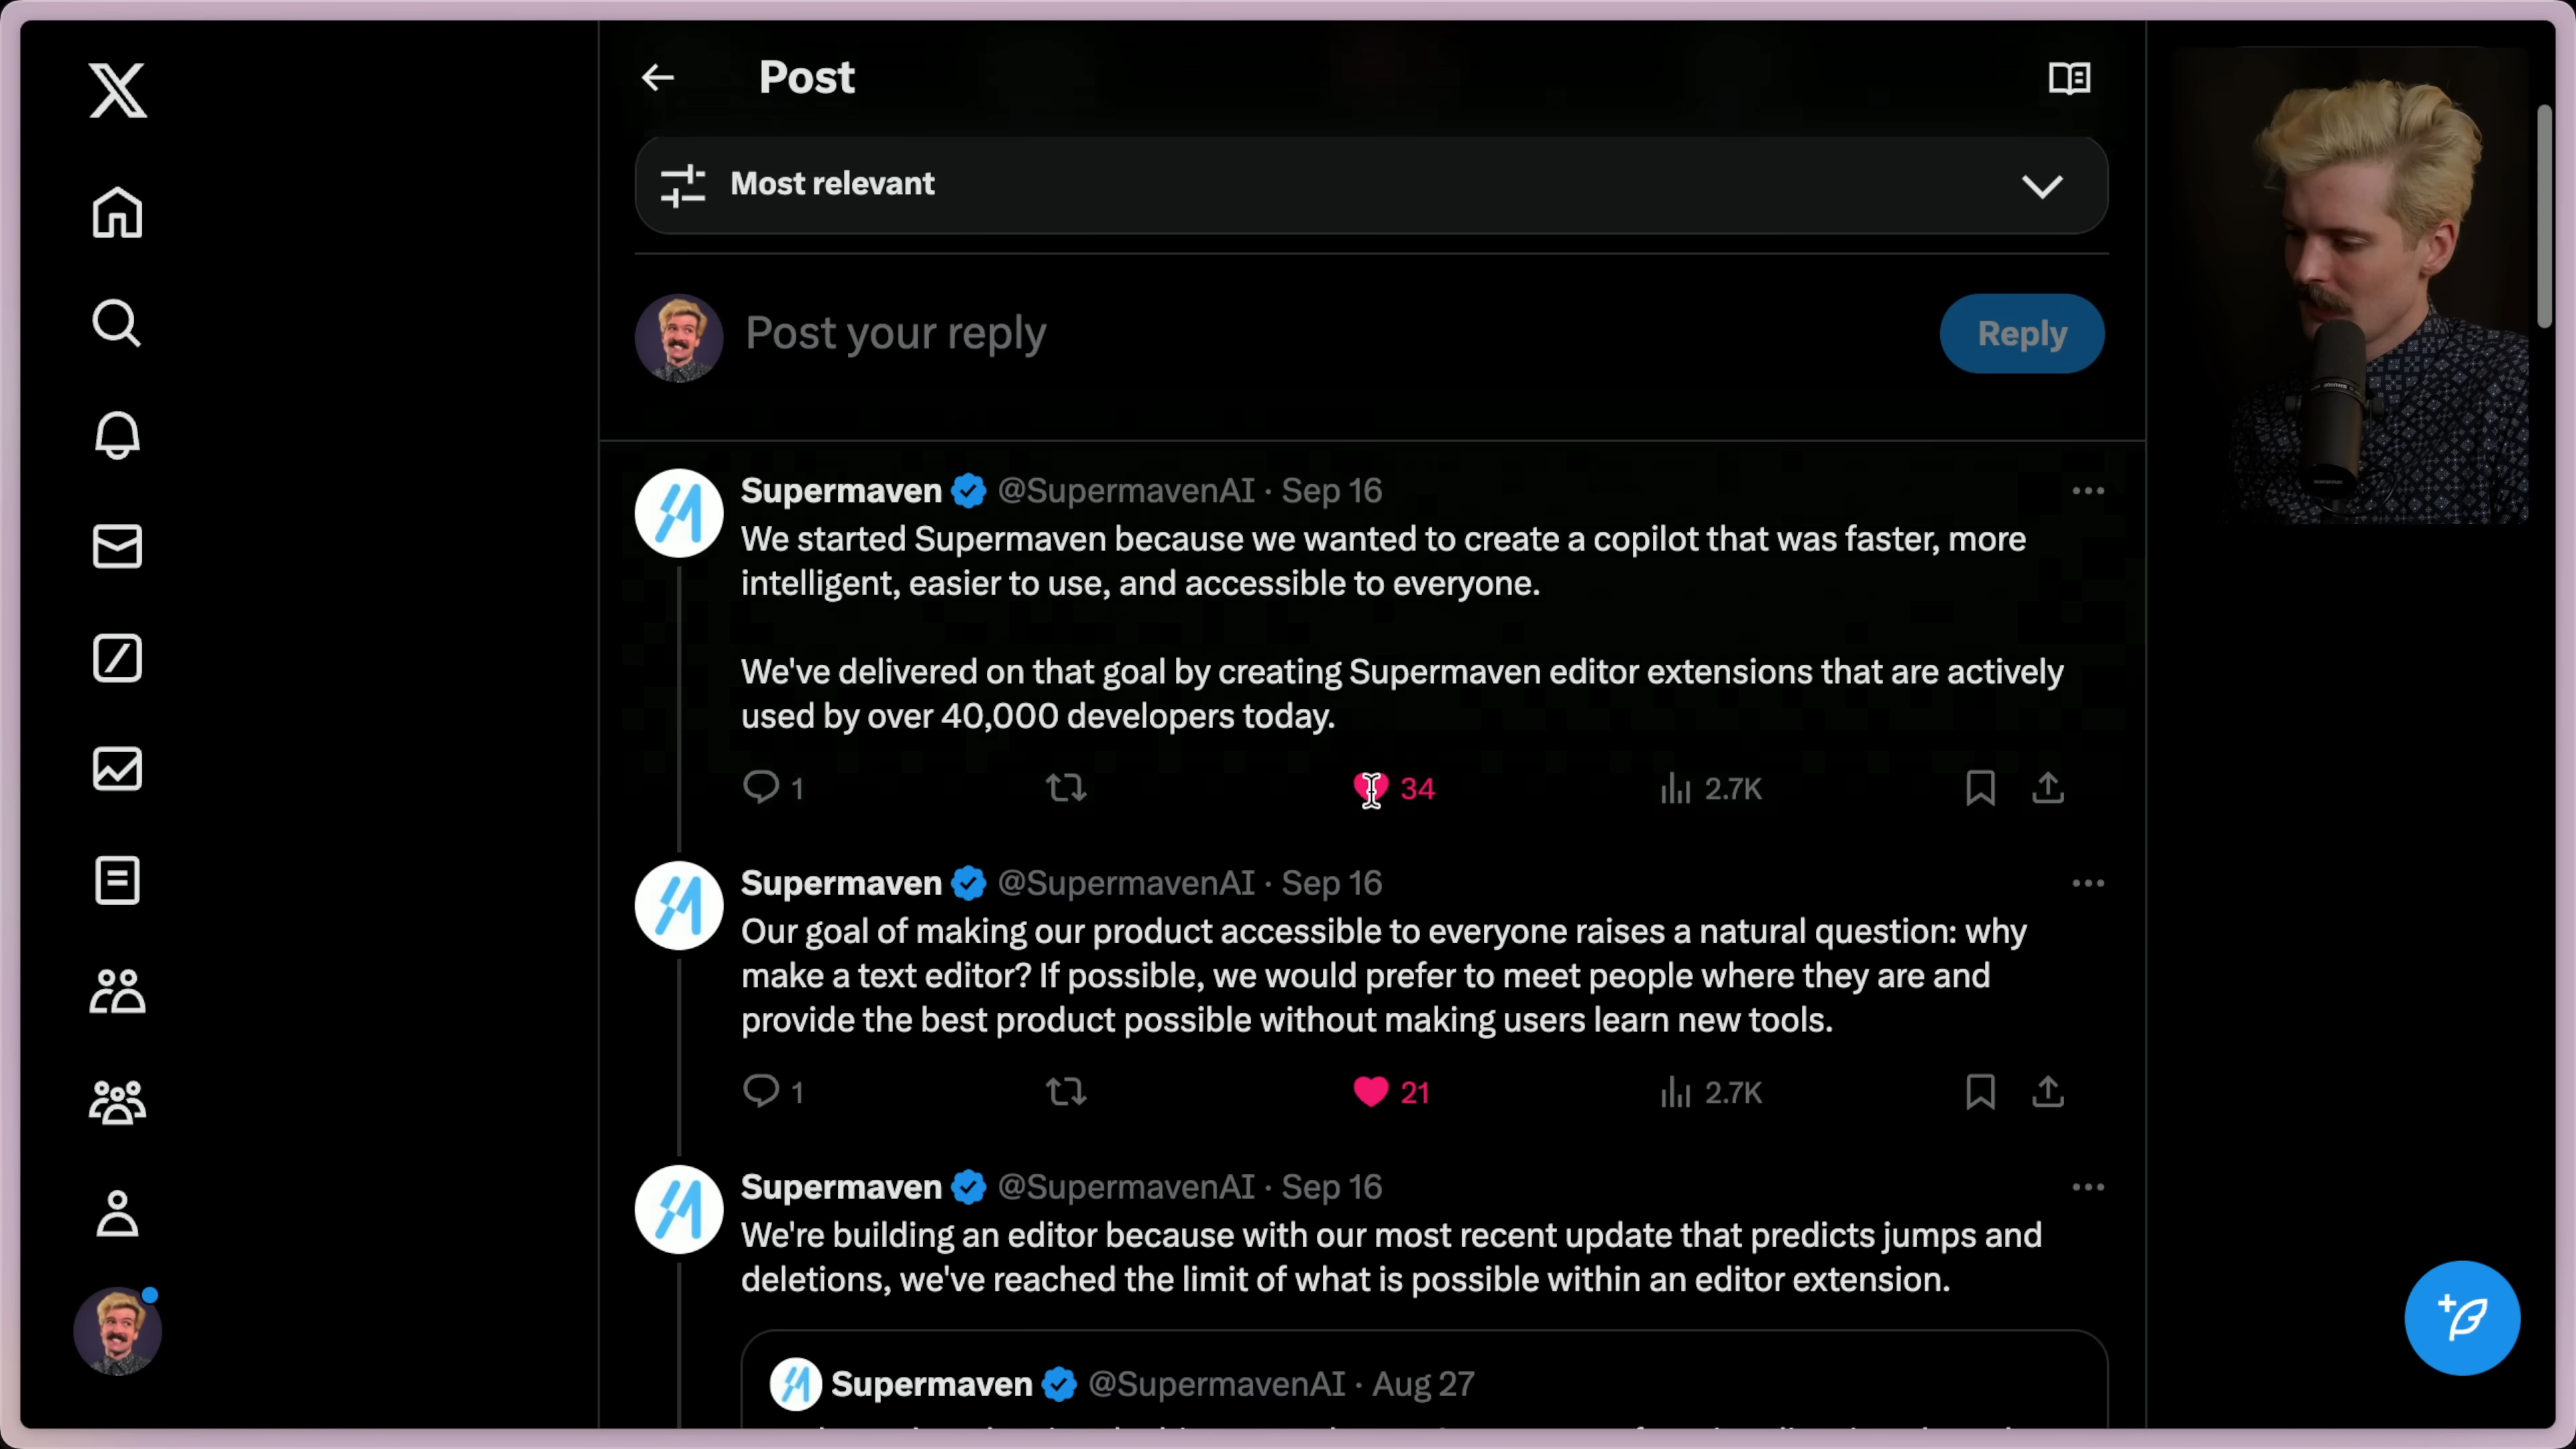 Post
Most relevant
Post your reply
Reply
Supermaven @SupermavenAI · Sep 16
We started Supermaven because we wanted to create a copilot that was faster, more
intelligent, easier to use, and accessible to everyone.
We've delivered on that goal by creating Supermaven editor extensions that are actively
used by over 40,000 developers today.
1 34 2.7K
Supermaven @SupermavenAI · Sep 16
Our goal of making our product accessible to everyone raises a natural question: why
make a text editor? If possible, we would prefer to meet people where they are and
provide the best product possible without making users learn new tools.
1 21 2.7K
Supermaven @SupermavenAI · Sep 16
We're building an editor because with our most recent update that predicts jumps and
deletions, we've reached the limit of what is possible within an editor extension.
Supermaven @SupermavenAI · Aug 27